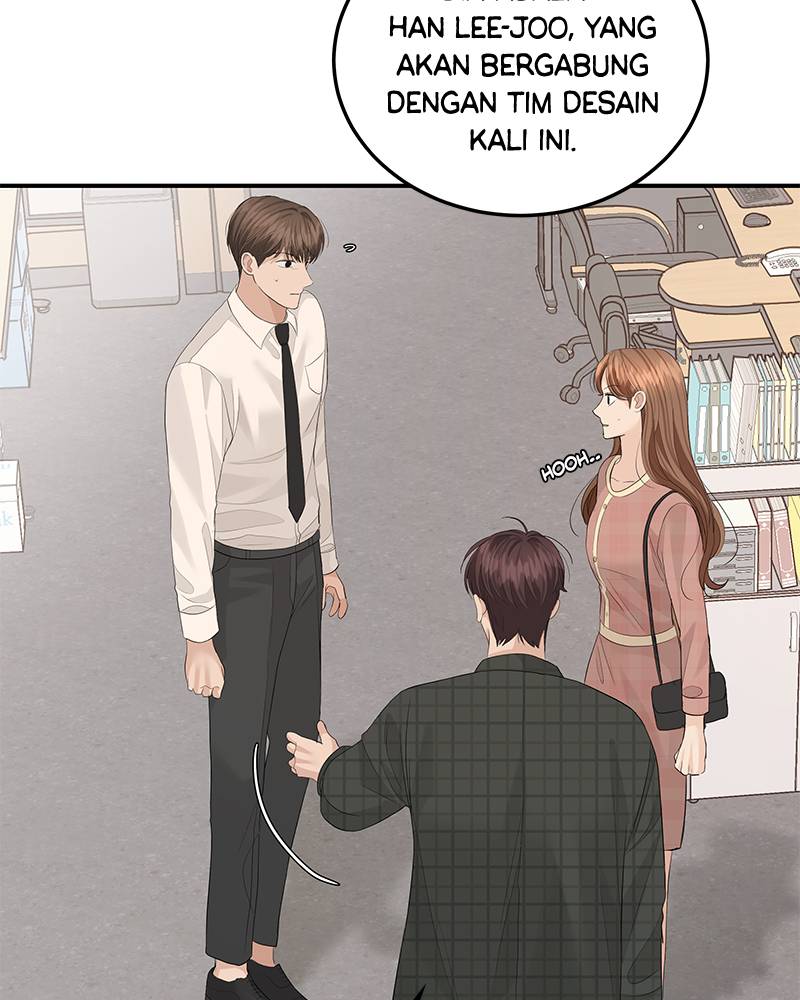 HAN LEE-JOO, YANG
AKAN BERGABUNG
DENGAN TIM DESAIN
KALI INI.
HOOH..